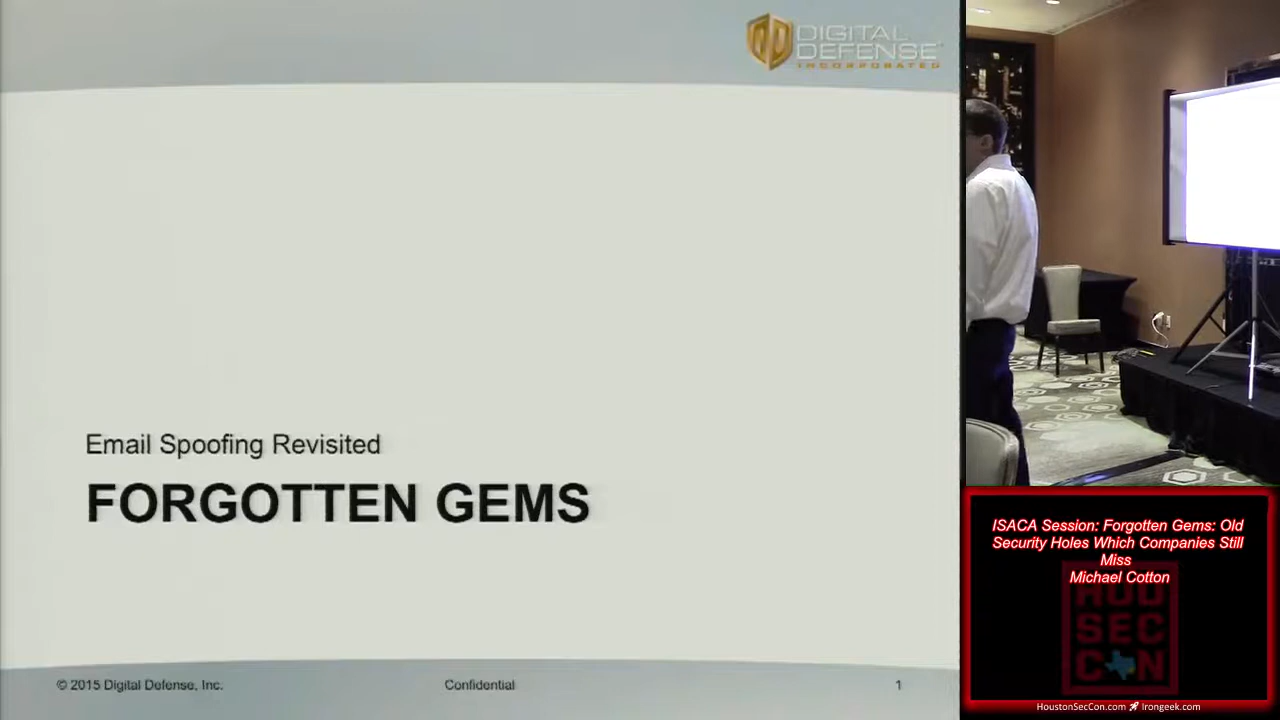 DIGITAL
DEFENSE
INCORPORATED
Email Spoofing Revisited
FORGOTTEN GEMS
© 2015 Digital Defense, Inc.
Confidential
1
ISACA Session: Forgotten Gems: Old
Security Holes Which Companies Still
Miss
Michael Cotton
HOU
SEC
CON
HoustonSecCon.com
Irongeek.com